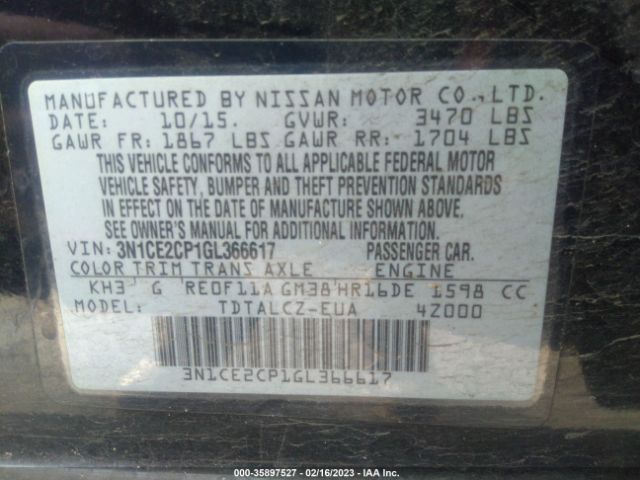 MANUFACTURED BY NISSAN MOTOR CO.,LTD.
DATE: 10/15. GVWR: 3470 LBS
GAWR FR: 1867 LBS GAWR RR: 1704 LBS
THIS VEHICLE CONFORMS TO ALL APPLICABLE FEDERAL MOTOR
VEHICLE SAFETY, BUMPER AND THEFT PREVENTION STANDARDS
IN EFFECT ON THE DATE OF MANUFACTURE SHOWN ABOVE.
SEE OWNER'S MANUAL FOR ADDITIONAL INFORMATION.
VIN: 3N1CE2CP1GL366617 PASSENGER CAR.
COLOR TRIM TRANS AXLE ENGINE
KH3 G RE0F11A GM38 HR16DE 1598 CC
MODEL: TDTALCZ-EUA 4Z000
3N1CE2CP1GL366617
000-35897527 - 02/16/2023 - IAA Inc.